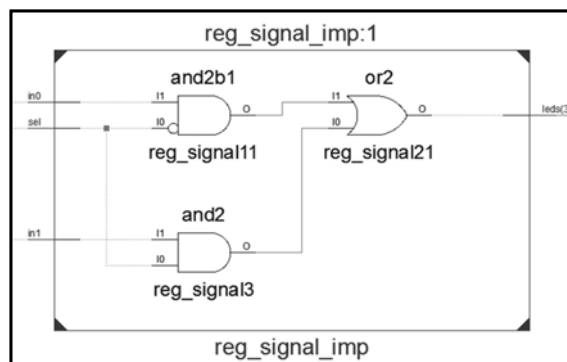 reg_signal_imp:1
and2b1
or2
in0
I1
I1
sel
I0
O
I0
O
leds(3
reg_signal11
reg_signal21
and2
in1
I1
I0
O
reg_signal3
reg_signal_imp